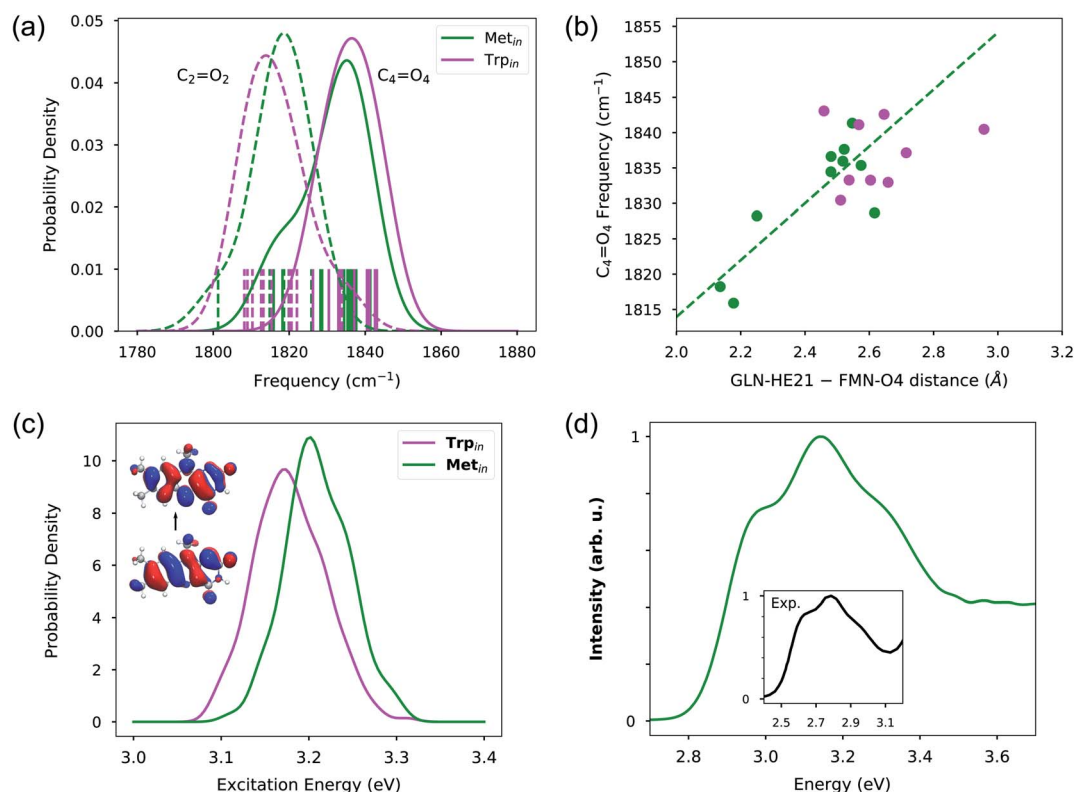 (a)
0.05
0.04
0.03
0.02
0.01
0.00
Probability Density
C₂=O₂
C₄=O₄
Met_in
Trp_in
1780 1800 1820 1840 1860 1880
Frequency (cm⁻¹)
(b)
1855
1850
1845
1840
1835
1830
1825
1820
1815
C₄=O₄ Frequency (cm⁻¹)
2.0 2.2 2.4 2.6 2.8 3.0 3.2
GLN-HE21 − FMN-O4 distance (Å)
(c)
10
8
6
4
2
0
Probability Density
Trp_in
Met_in
3.0 3.1 3.2 3.3 3.4
Excitation Energy (eV)
(d)
1
0
Intensity (arb. u.)
Exp.
1
0
2.5 2.7 2.9 3.1
2.8 3.0 3.2 3.4 3.6
Energy (eV)